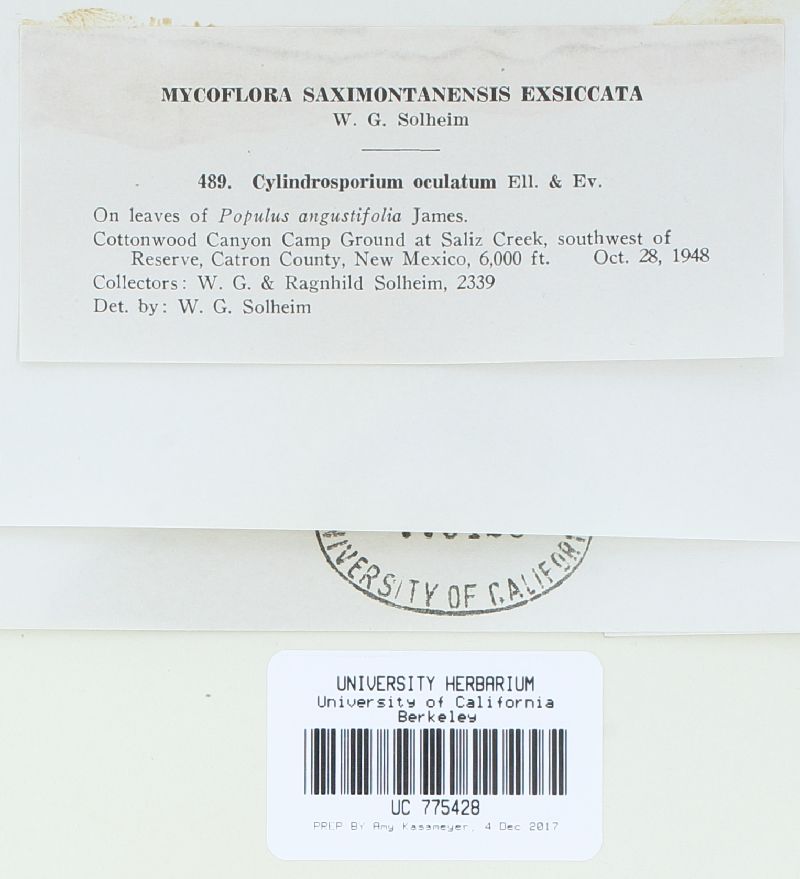 MYCOFLORA SAXIMONTANENSIS EXSICCATA
W. G. Solheim
489. Cylindrosporium oculatum Ell. & Ev.
On leaves of Populus angustifolia James.
Cottonwood Canyon Camp Ground at Saliz Creek, southwest of
Reserve, Catron County, New Mexico, 6,000 ft. Oct. 28, 1948
Collectors: W. G. & Ragnhild Solheim, 2339
Det. by: W. G. Solheim
IVERSITY OF CALIFOR
UNIVERSITY HERBARIUM
University of California
Berkeley
UC 775428
PREP BY Amy Kasameyer, 4 Dec 2017